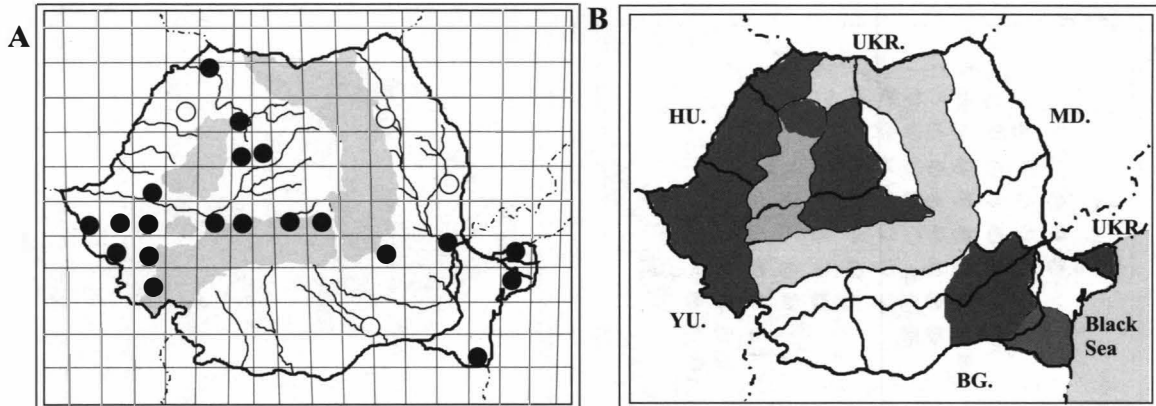 A
B
UKR.
HU.
MD.
UKR.
YU.
Black
Sea
BG.